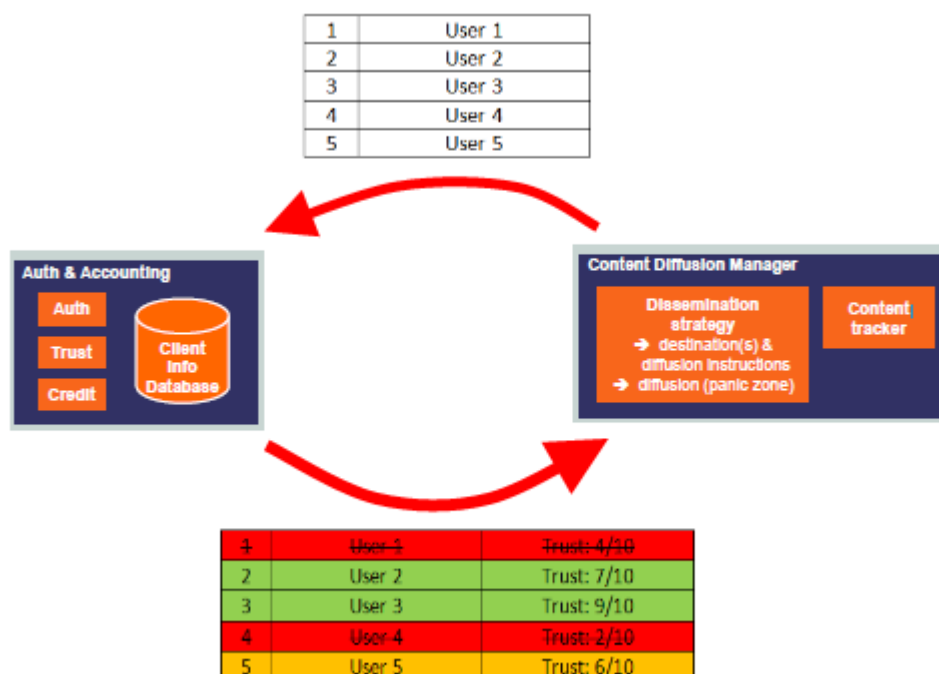 1 User 1
2 User 2
3 User 3
4 User 4
5 User 5
Auth & Accounting
Auth
Trust
Credit
Client
Info
Database
Content Diffusion Manager
Dissemination
strategy
➔ destination(s) &
diffusion instructions
➔ diffusion (panic zone)
Content
tracker
1 User 1 Trust: 4/10
2 User 2 Trust: 7/10
3 User 3 Trust: 9/10
4 User 4 Trust: 2/10
5 User 5 Trust: 6/10